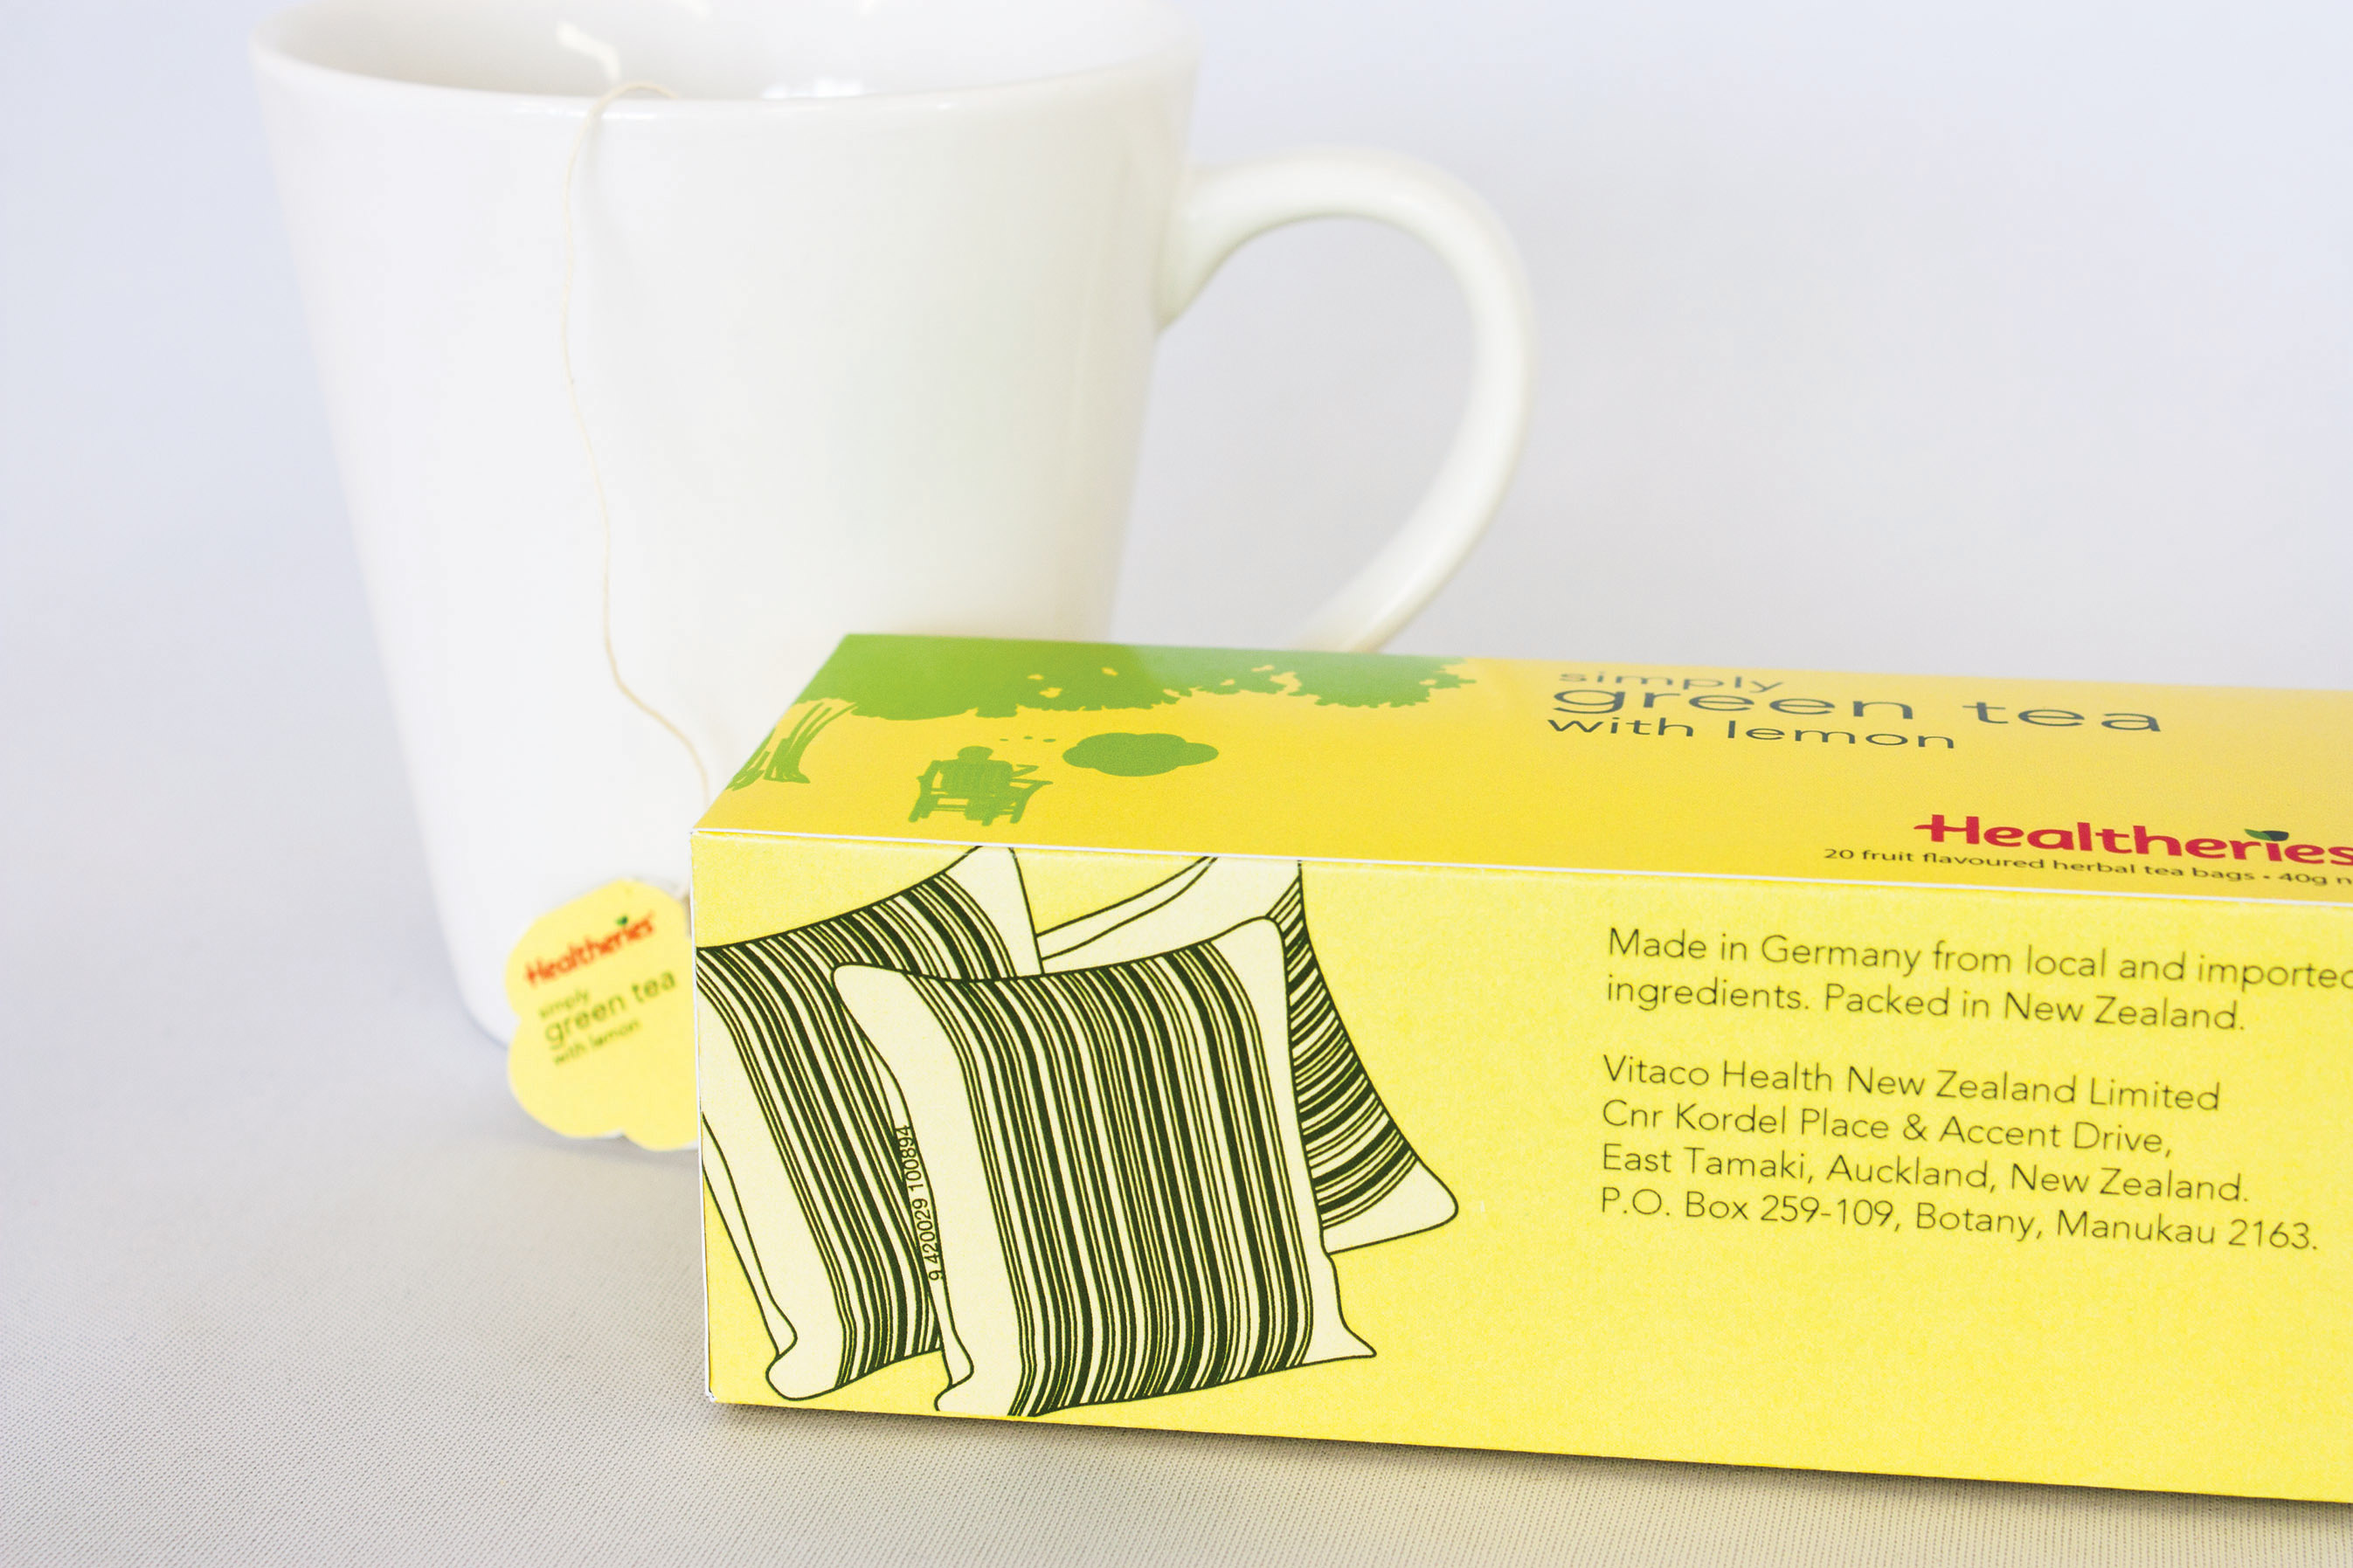 simply
green tea
with lemon
Healtheries
20 fruit flavoured herbal tea bags • 40g n
Made in Germany from local and imported
ingredients. Packed in New Zealand.
Vitaco Health New Zealand Limited
Cnr Kordel Place & Accent Drive,
East Tamaki, Auckland, New Zealand.
P.O. Box 259-109, Botany, Manukau 2163.
9 420029 100894
Healtheries
simply
green tea
with lemon